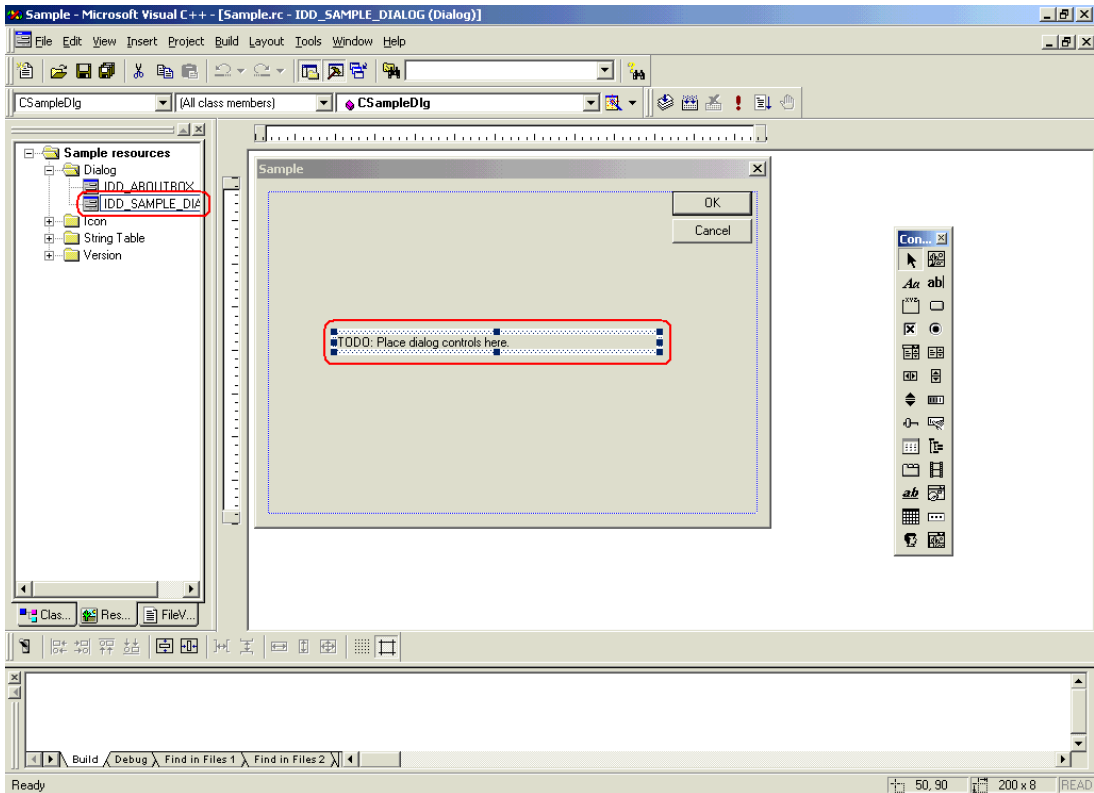 Sample - Microsoft Visual C++ - [Sample.rc - IDD_SAMPLE_DIALOG (Dialog)]
File Edit View Insert Project Build Layout Tools Window Help
CSampleDlg (All class members) CSampleDlg
Sample resources
Dialog
IDD_ABOUTBOX
IDD_SAMPLE_DIA
Icon
String Table
Version
Sample
OK
Cancel
TODO: Place dialog controls here.
Con...
Aa ab|
ab
Clas... Res... FileV...
Build Debug Find in Files 1 Find in Files 2
Ready 50, 90 200 x 8 READ